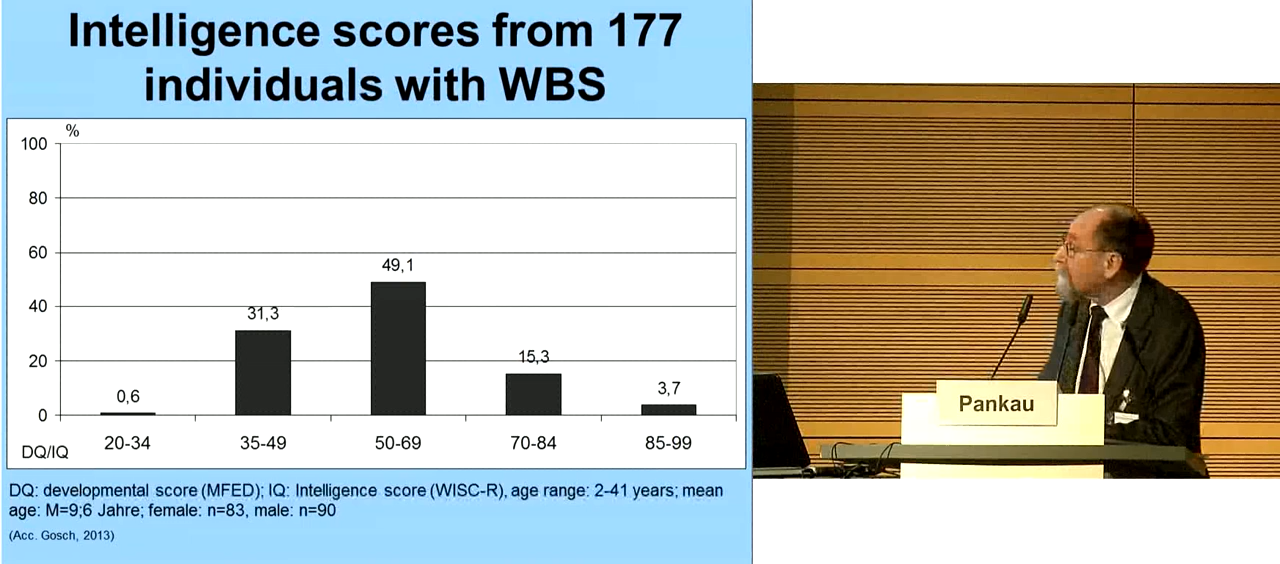 Intelligence scores from 177
individuals with WBS
%
100
80
60
40
20
0
0,6
31,3
49,1
15,3
3,7
DQ/IQ
20-34
35-49
50-69
70-84
85-99
DQ: developmental score (MFED); IQ: Intelligence score (WISC-R), age range: 2-41 years; mean
age: M=9;6 Jahre; female: n=83, male: n=90
(Acc. Gosch, 2013)
Pankau